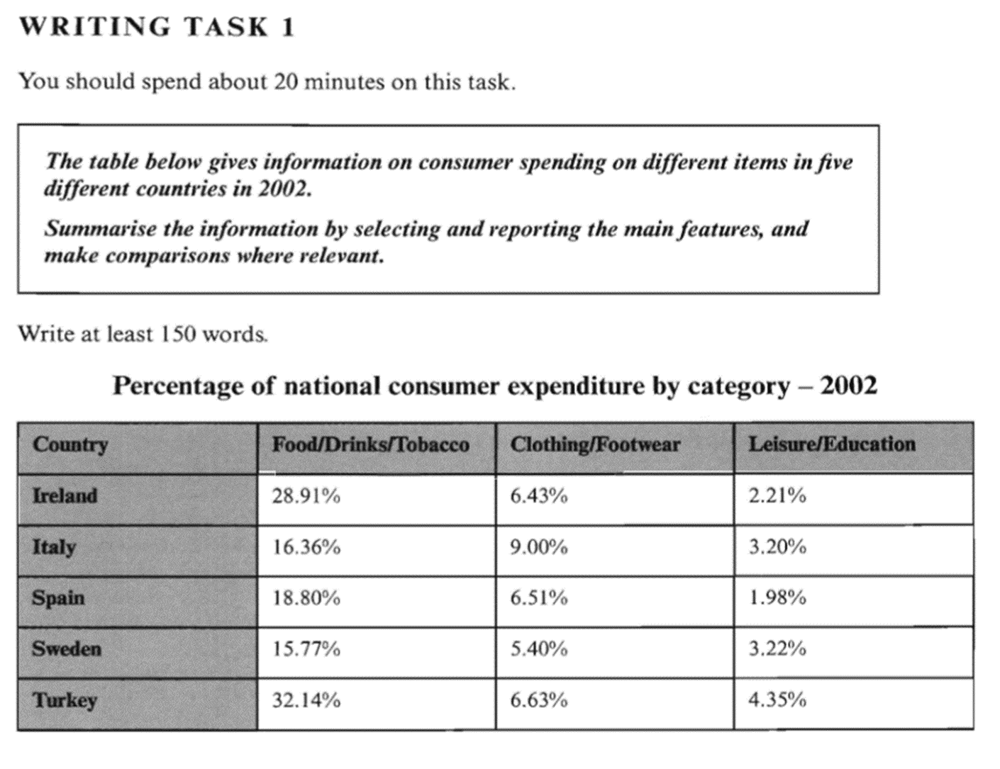 WRITING TASK 1
You should spend about 20 minutes on this task.
The table below gives information on consumer spending on different items in five
different countries in 2002.
Summarise the information by selecting and reporting the main features, and
make comparisons where relevant.
Write at least 150 words.
Percentage of national consumer expenditure by category – 2002
Country Food/Drinks/Tobacco Clothing/Footwear Leisure/Education
Ireland 28.91% 6.43% 2.21%
Italy 16.36% 9.00% 3.20%
Spain 18.80% 6.51% 1.98%
Sweden 15.77% 5.40% 3.22%
Turkey 32.14% 6.63% 4.35%